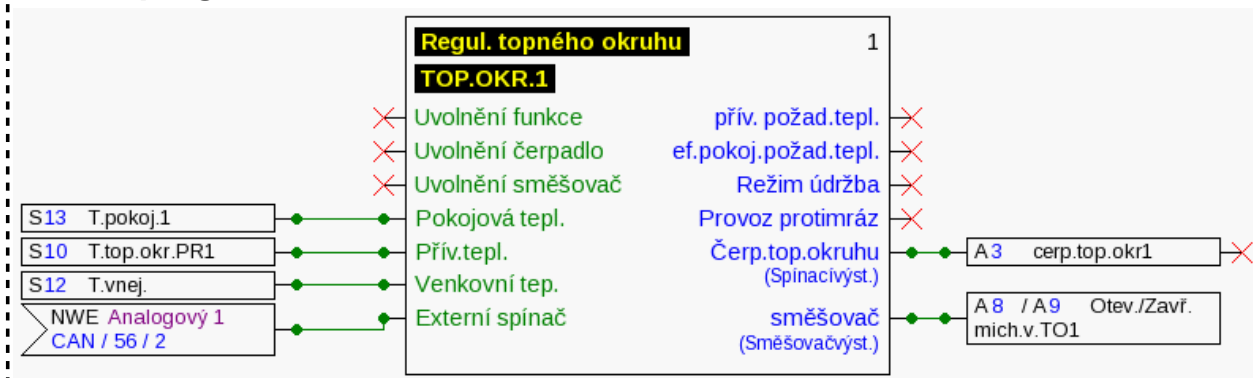 Regul. topného okruhu 1
TOP.OKR.1
Uvolnění funkce přív. požad.tepl.
Uvolnění čerpadlo ef.pokoj.požad.tepl.
Uvolnění směšovač Režim údržba
S13 T.pokoj.1 Pokojová tepl. Provoz protimráz
S10 T.top.okr.PR1 Přív.tepl. Čerp.top.okruhu A3 cerp.top.okr1
(Spínacívýst.)
S12 T.vnej. Venkovní tep.
NWE Analogový 1 Externí spínač směšovač A8 / A9 Otev./Zavř.
CAN / 56 / 2 (Směšovačvýst.) mich.v.TO1